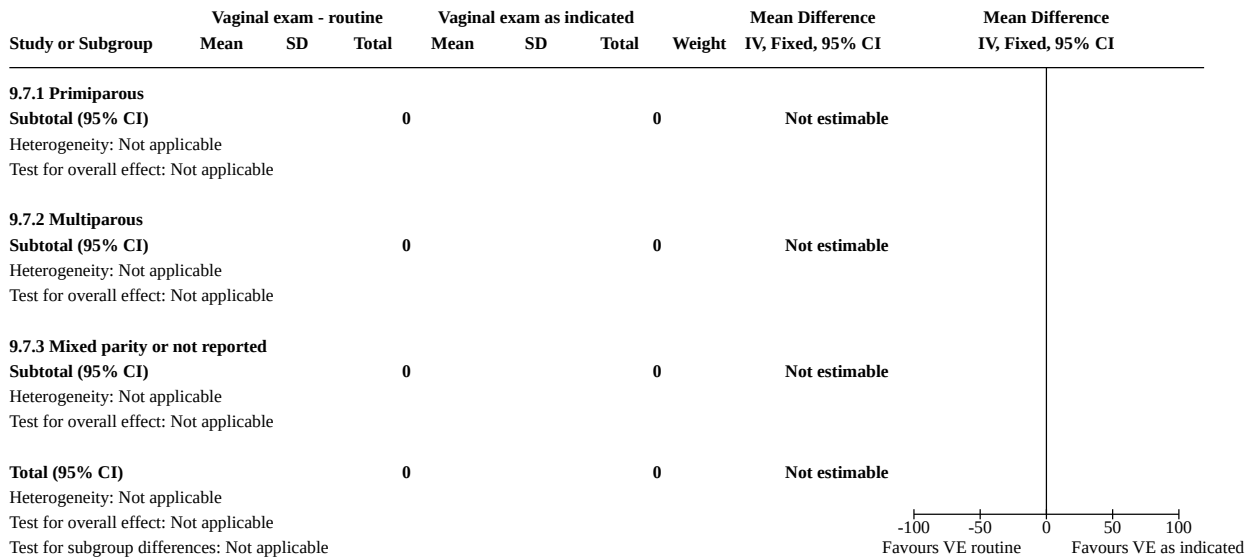 Vaginal exam - routine Vaginal exam as indicated Mean Difference Mean Difference
Study or Subgroup Mean SD Total Mean SD Total Weight IV, Fixed, 95% CI IV, Fixed, 95% CI
9.7.1 Primiparous
Subtotal (95% CI) 0 0 Not estimable
Heterogeneity: Not applicable
Test for overall effect: Not applicable
9.7.2 Multiparous
Subtotal (95% CI) 0 0 Not estimable
Heterogeneity: Not applicable
Test for overall effect: Not applicable
9.7.3 Mixed parity or not reported
Subtotal (95% CI) 0 0 Not estimable
Heterogeneity: Not applicable
Test for overall effect: Not applicable
Total (95% CI) 0 0 Not estimable
Heterogeneity: Not applicable
Test for overall effect: Not applicable
Test for subgroup differences: Not applicable
-100 -50 0 50 100
Favours VE routine Favours VE as indicated